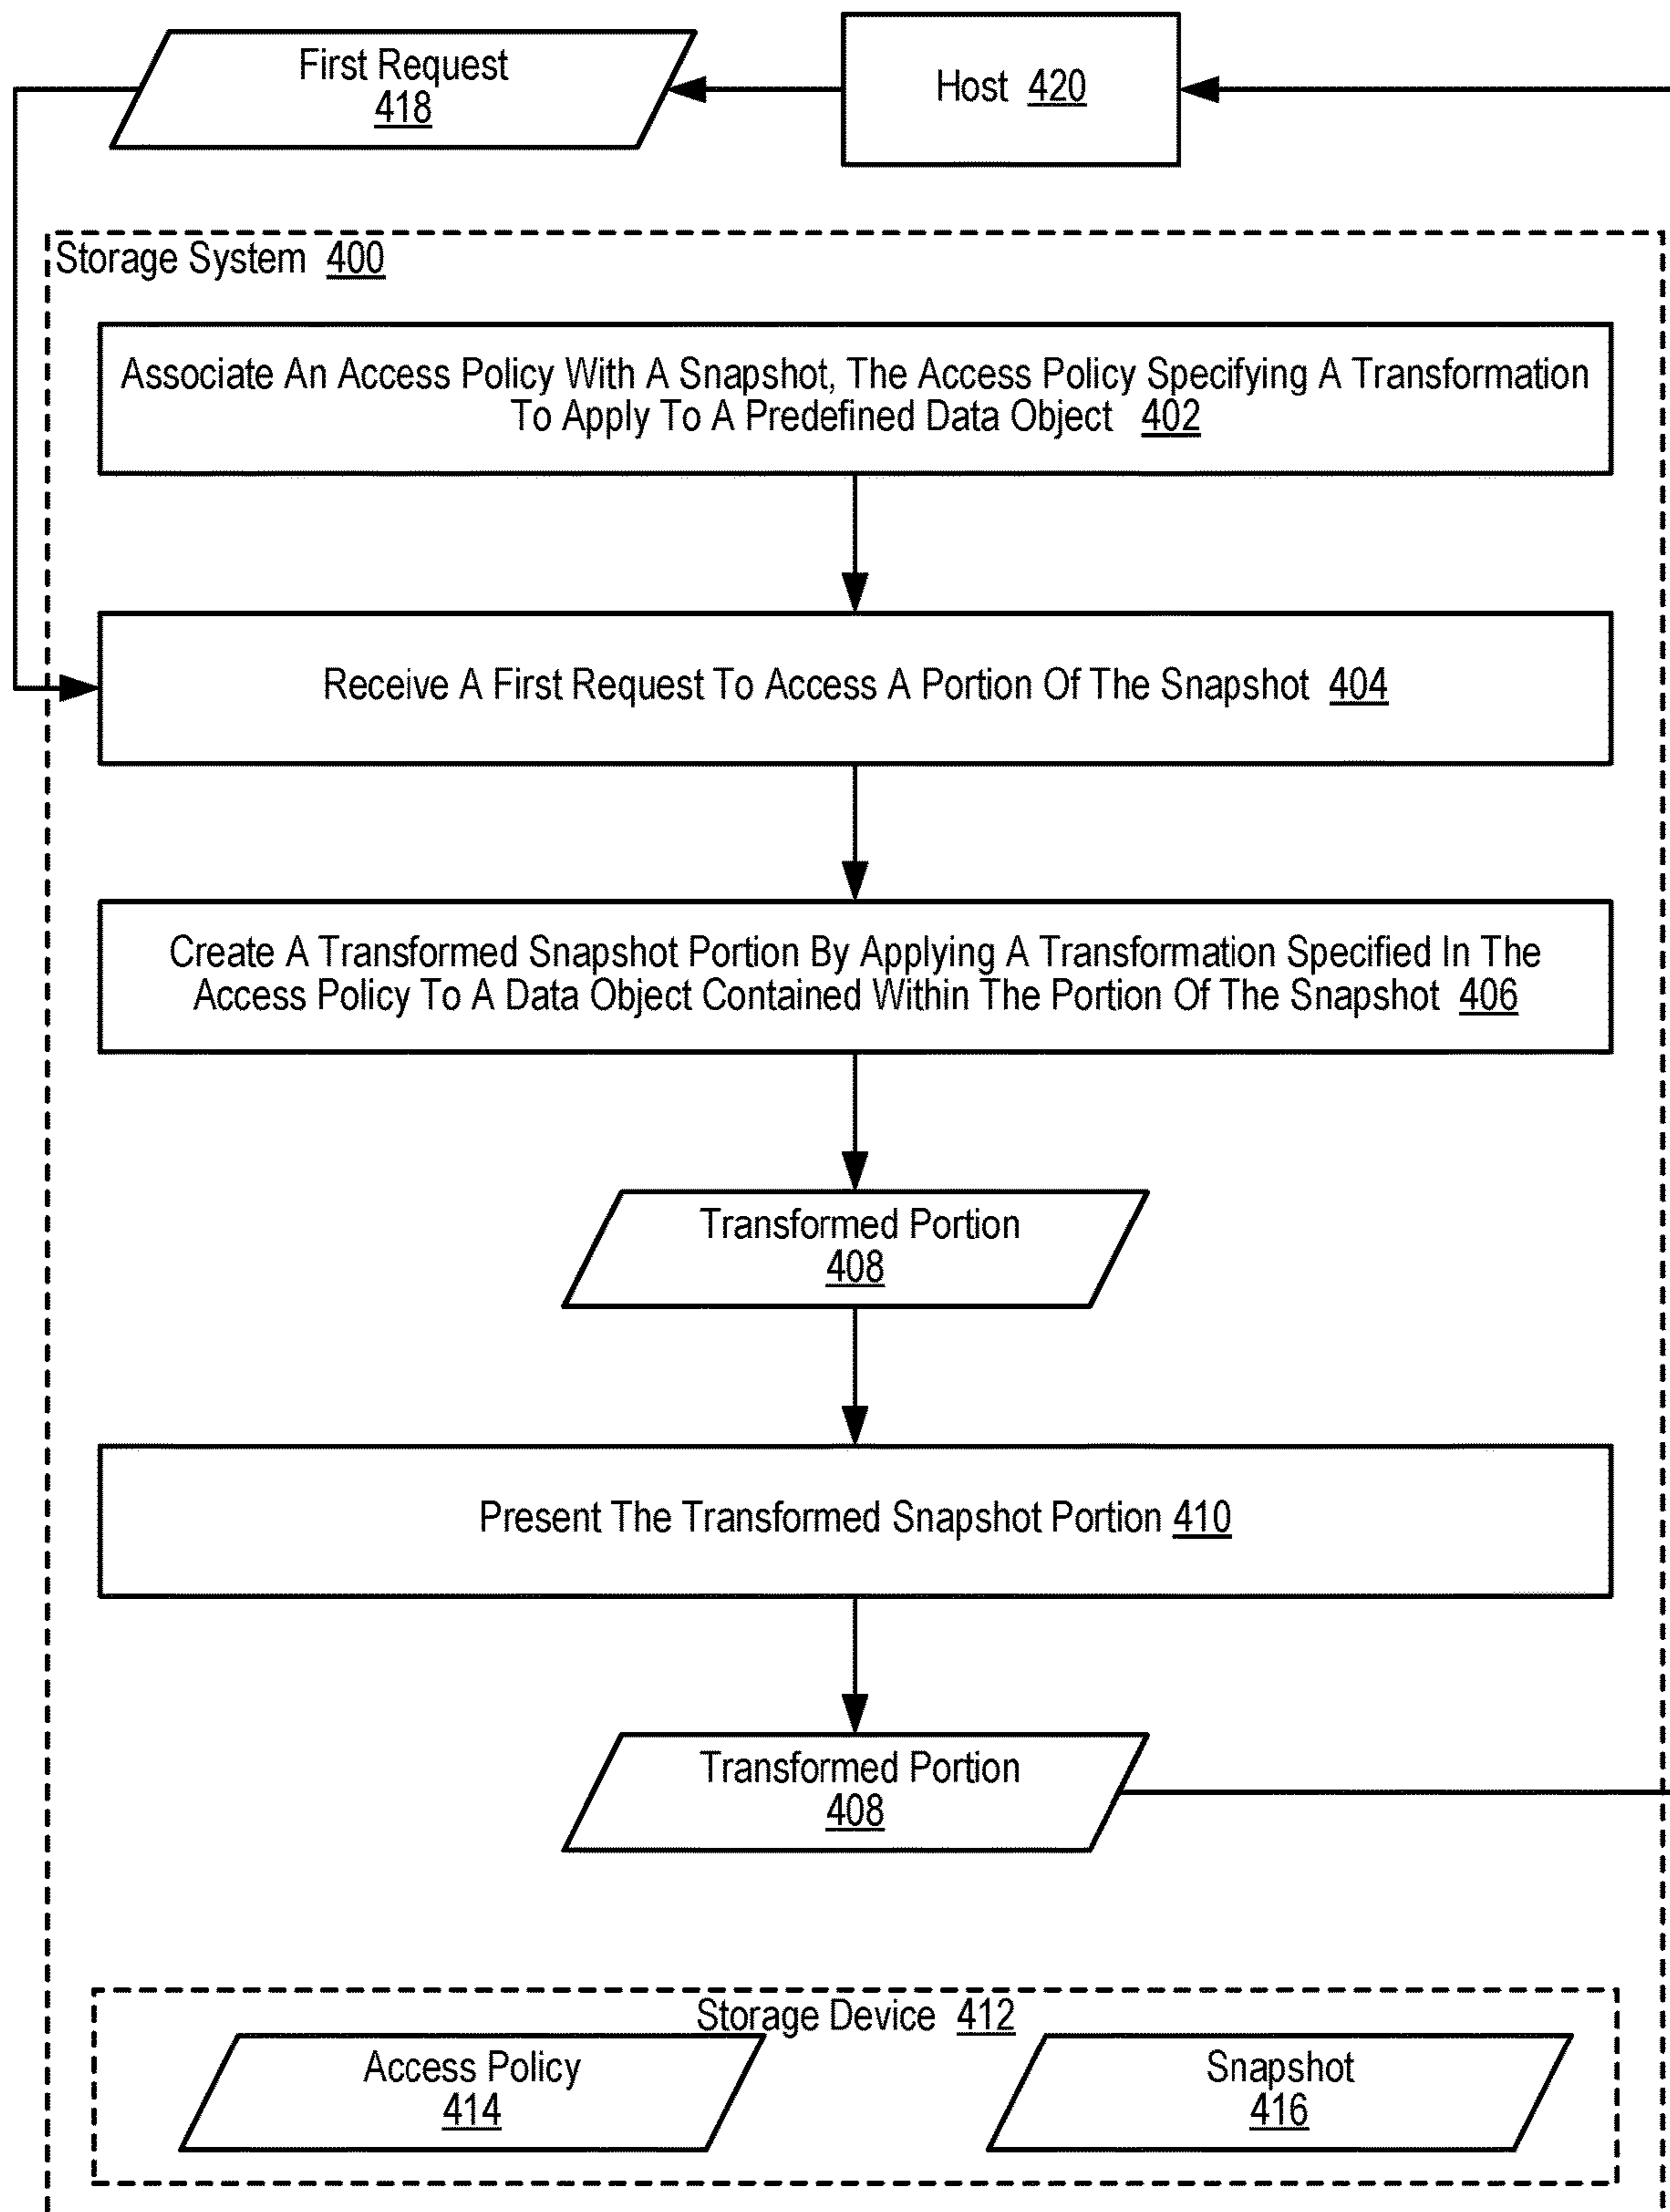 First Request
418
Host 420
Storage System 400
Associate An Access Policy With A Snapshot, The Access Policy Specifying A Transformation
To Apply To A Predefined Data Object 402
Receive A First Request To Access A Portion Of The Snapshot 404
Create A Transformed Snapshot Portion By Applying A Transformation Specified In The
Access Policy To A Data Object Contained Within The Portion Of The Snapshot 406
Transformed Portion
408
Present The Transformed Snapshot Portion 410
Transformed Portion
408
Storage Device 412
Access Policy
414
Snapshot
416